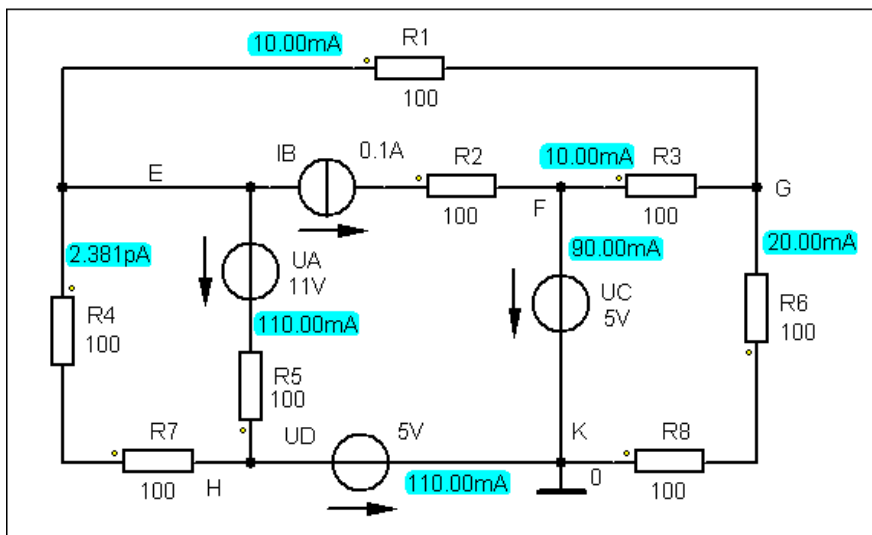 R1
10.00mA
100
IB
0.1A
R2
10.00mA
R3
E
100
F
100
G
2.381pA
90.00mA
20.00mA
UA
11V
UC
5V
R4
100
110.00mA
R6
100
R5
100
R7
UD
5V
K
R8
100
H
110.00mA
0
100